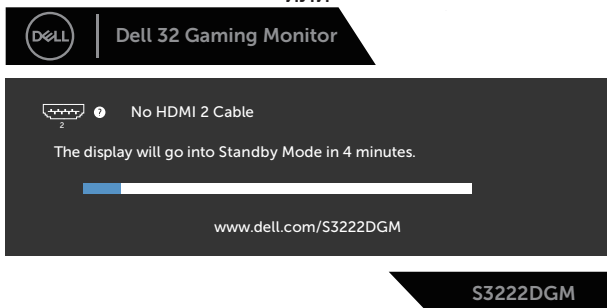 DELL
Dell 32 Gaming Monitor
? No HDMI 2 Cable
2
The display will go into Standby Mode in 4 minutes.
www.dell.com/S3222DGM
S3222DGM